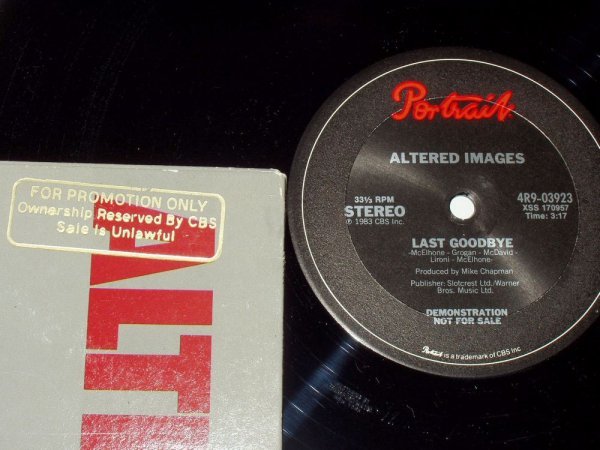 FOR PROMOTION ONLY
Ownership Reserved By CBS
Sale is Unlawful
ALT
Portrait
ALTERED IMAGES
33⅓ RPM
STEREO
℗ 1983 CBS Inc.
4R9-03923
XSS 170957
Time: 3:17
LAST GOODBYE
-McElhone - Grogan - McDavid-
Lironi - McElhone-
Produced by Mike Chapman
Publisher: Slotcrest Ltd./Warner
Bros. Music Ltd.
DEMONSTRATION
NOT FOR SALE
Portrait is a trademark of CBS Inc